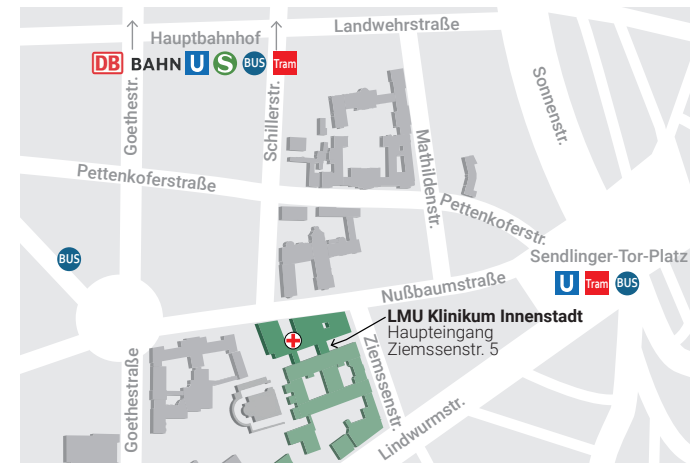 Landwehrstraße
Hauptbahnhof
DB BAHN U S BUS Tram
Goethestr.
Schillerstr.
Sonnenstr.
Mathildenstr.
Pettenkoferstraße
Pettenkoferstr.
BUS
Sendlinger-Tor-Platz
U Tram BUS
Nußbaumstraße
LMU Klinikum Innenstadt
Haupteingang
Ziemssenstr. 5
Ziemssenstr.
Goethestraße
Lindwurmstr.